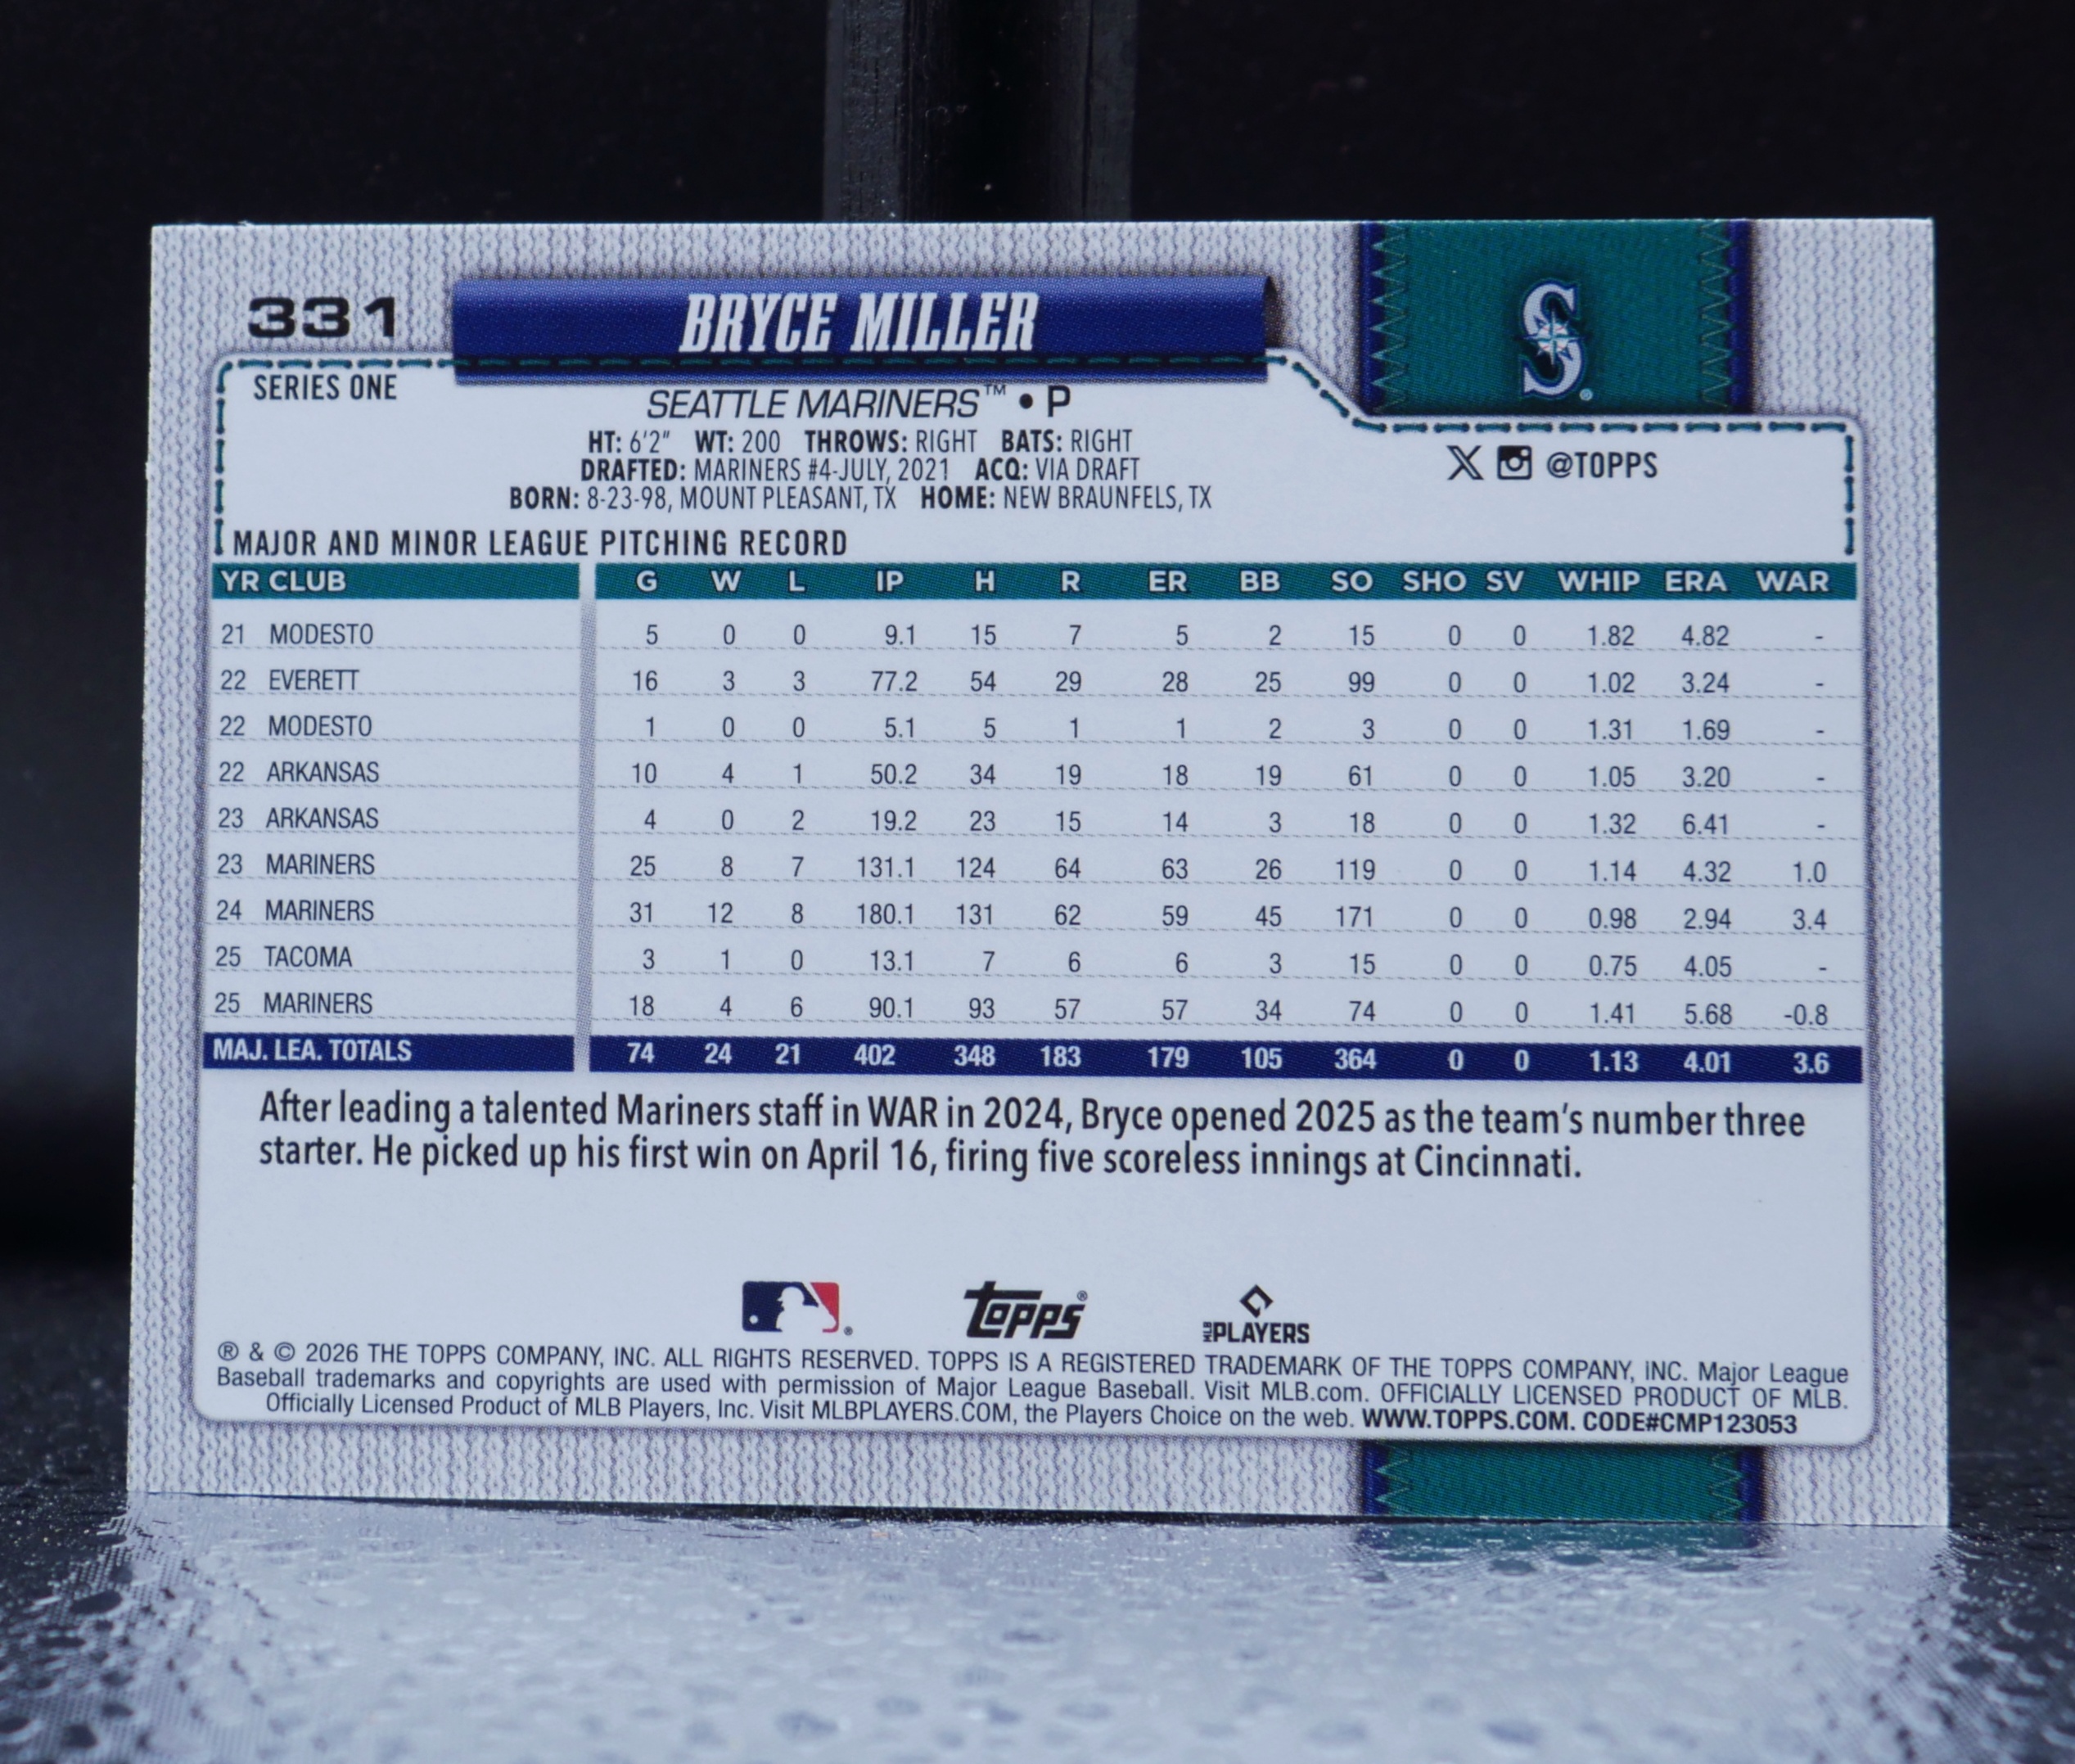 331
BRYCE MILLER
S
®
SERIES ONE
SEATTLE MARINERS™ • P
HT: 6'2" WT: 200 THROWS: RIGHT BATS: RIGHT
DRAFTED: MARINERS #4-JULY, 2021 ACQ: VIA DRAFT
BORN: 8-23-98, MOUNT PLEASANT, TX HOME: NEW BRAUNFELS, TX
X @TOPPS
MAJOR AND MINOR LEAGUE PITCHING RECORD
YR CLUB G W L IP H R ER BB SO SHO SV WHIP ERA WAR
21 MODESTO 5 0 0 9.1 15 7 5 2 15 0 0 1.82 4.82 -
22 EVERETT 16 3 3 77.2 54 29 28 25 99 0 0 1.02 3.24 -
22 MODESTO 1 0 0 5.1 5 1 1 2 3 0 0 1.31 1.69 -
22 ARKANSAS 10 4 1 50.2 34 19 18 19 61 0 0 1.05 3.20 -
23 ARKANSAS 4 0 2 19.2 23 15 14 3 18 0 0 1.32 6.41 -
23 MARINERS 25 8 7 131.1 124 64 63 26 119 0 0 1.14 4.32 1.0
24 MARINERS 31 12 8 180.1 131 62 59 45 171 0 0 0.98 2.94 3.4
25 TACOMA 3 1 0 13.1 7 6 6 3 15 0 0 0.75 4.05 -
25 MARINERS 18 4 6 90.1 93 57 57 34 74 0 0 1.41 5.68 -0.8
MAJ. LEA. TOTALS 74 24 21 402 348 183 179 105 364 0 0 1.13 4.01 3.6
After leading a talented Mariners staff in WAR in 2024, Bryce opened 2025 as the team's number three
starter. He picked up his first win on April 16, firing five scoreless innings at Cincinnati.
® topps® MLB PLAYERS
® & © 2026 THE TOPPS COMPANY, INC. ALL RIGHTS RESERVED. TOPPS IS A REGISTERED TRADEMARK OF THE TOPPS COMPANY, INC. Major League
Baseball trademarks and copyrights are used with permission of Major League Baseball. Visit MLB.com. OFFICIALLY LICENSED PRODUCT OF MLB.
Officially Licensed Product of MLB Players, Inc. Visit MLBPLAYERS.COM, the Players Choice on the web. WWW.TOPPS.COM. CODE#CMP123053